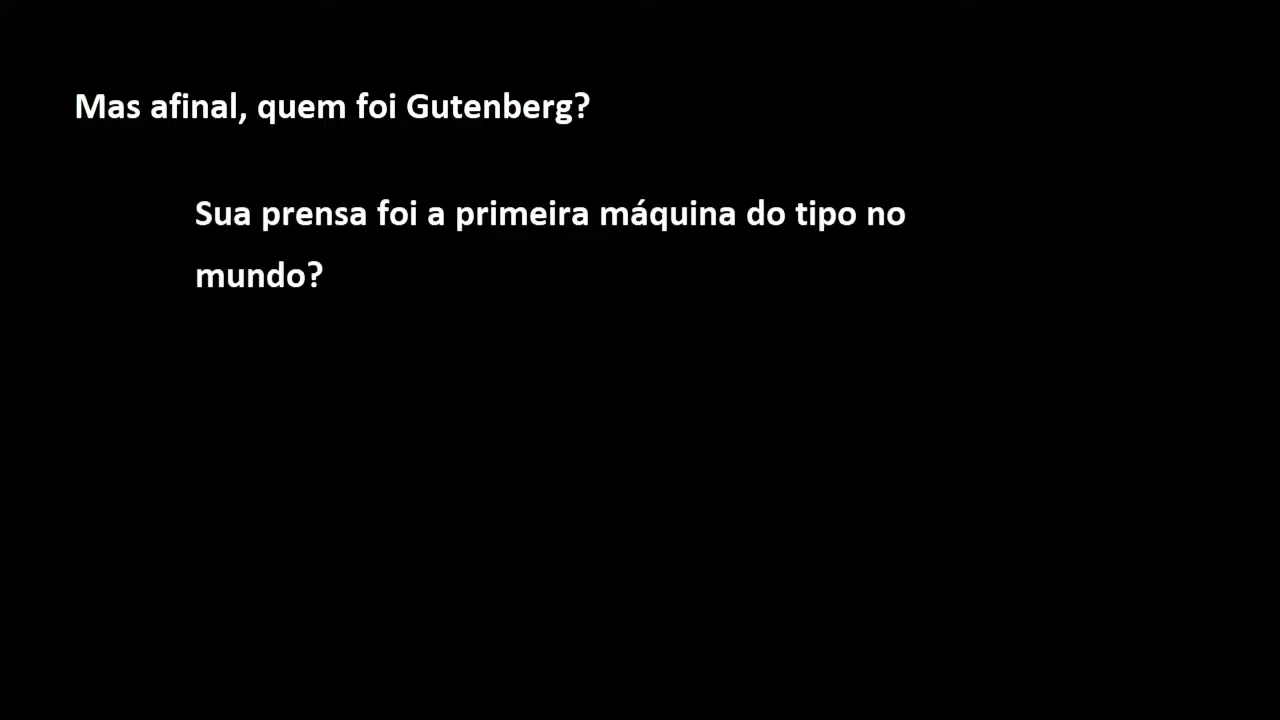 Mas afinal, quem foi Gutenberg?
Sua prensa foi a primeira máquina do tipo no
mundo?